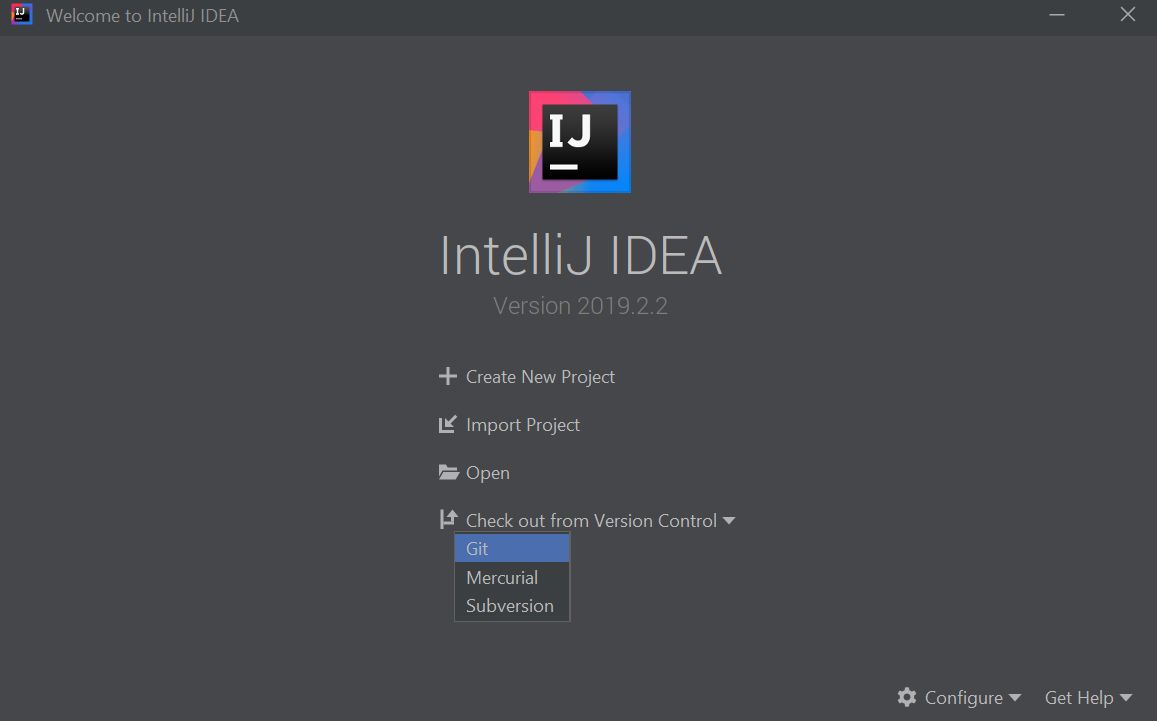 IJ
Welcome to IntelliJ IDEA
IJ
IntelliJ IDEA
Version 2019.2.2
Create New Project
Import Project
Open
Check out from Version Control
Git
Mercurial
Subversion
Configure
Get Help